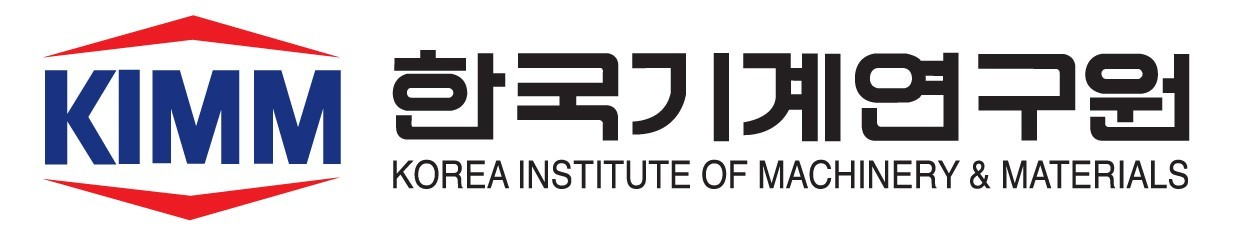 KIMM
한국기계연구원
KOREA INSTITUTE OF MACHINERY & MATERIALS